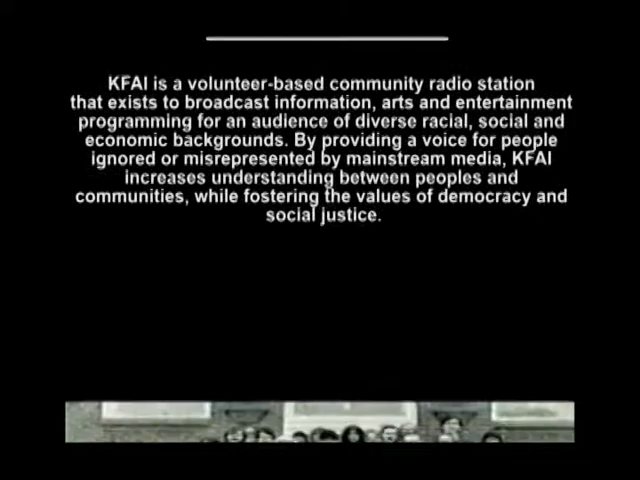 KFAI is a volunteer-based community radio station
that exists to broadcast information, arts and entertainment
programming for an audience of diverse racial, social and
economic backgrounds. By providing a voice for people
ignored or misrepresented by mainstream media, KFAI
increases understanding between peoples and
communities, while fostering the values of democracy and
social justice.